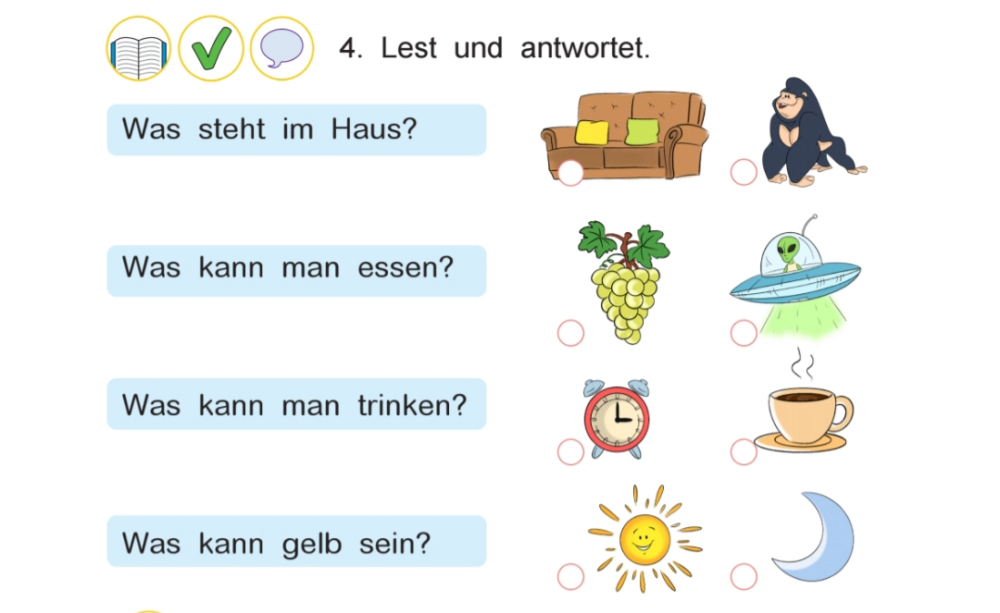 4. Lest und antwortet.
Was steht im Haus?
Was kann man essen?
Was kann man trinken?
Was kann gelb sein?